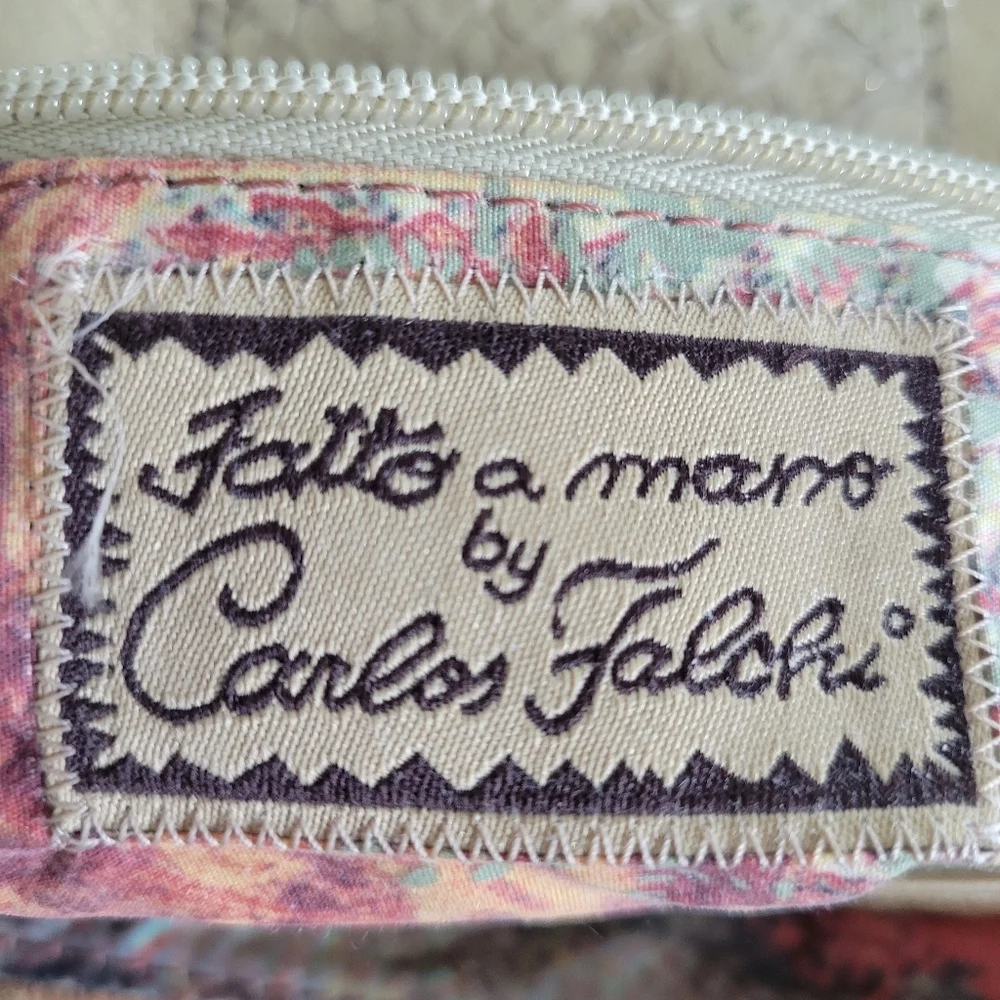 Fatto a mano
by
Carlos Falchi